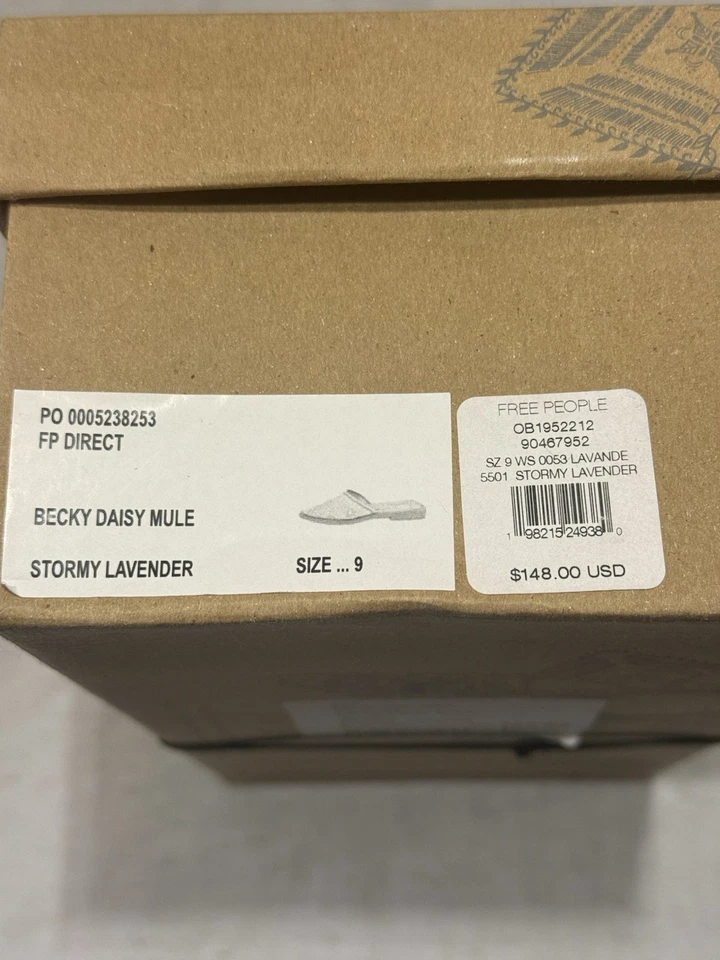 PO 0005238253
FP DIRECT
BECKY DAISY MULE
STORMY LAVENDER
SIZE ... 9
FREE PEOPLE
OB1952212
90467952
SZ 9 WS 0053 LAVANDE
5501 STORMY LAVENDER
1 98215 24938 0
$148.00 USD